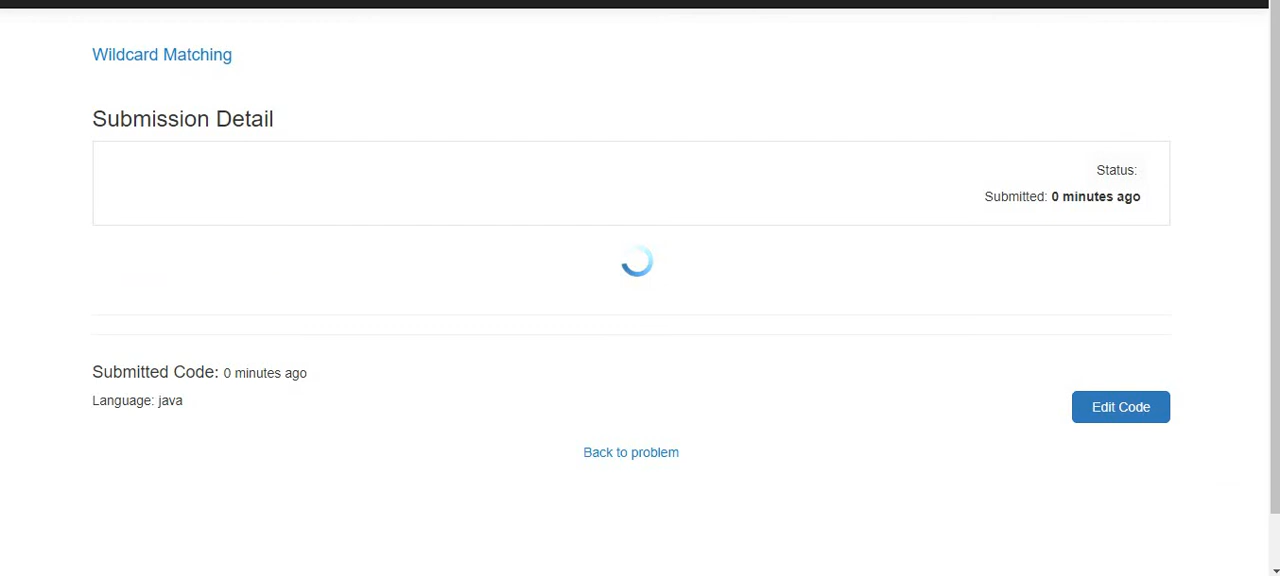 Wildcard Matching
Submission Detail
Status:
Submitted: 0 minutes ago
Submitted Code: 0 minutes ago
Language: java
Edit Code
Back to problem